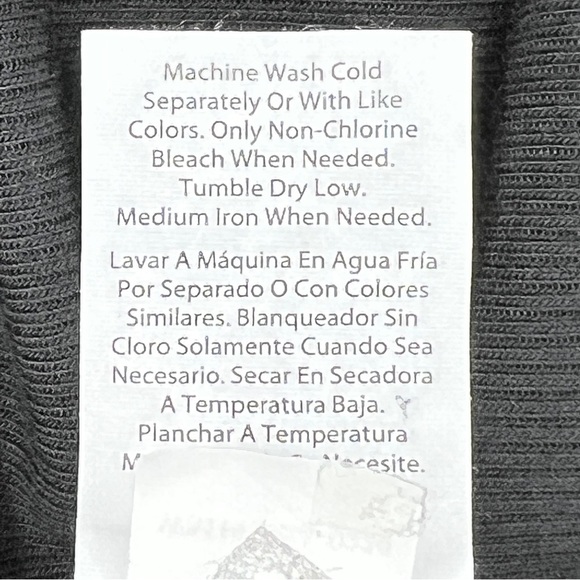 Machine Wash Cold
Separately Or With Like
Colors. Only Non-Chlorine
Bleach When Needed.
Tumble Dry Low.
Medium Iron When Needed.
Lavar A Máquina En Agua Fría
Por Separado O Con Colores
Similares. Blanqueador Sin
Cloro Solamente Cuando Sea
Necesario. Secar En Secadora
A Temperatura Baja.
Planchar A Temperatura
Necesite.